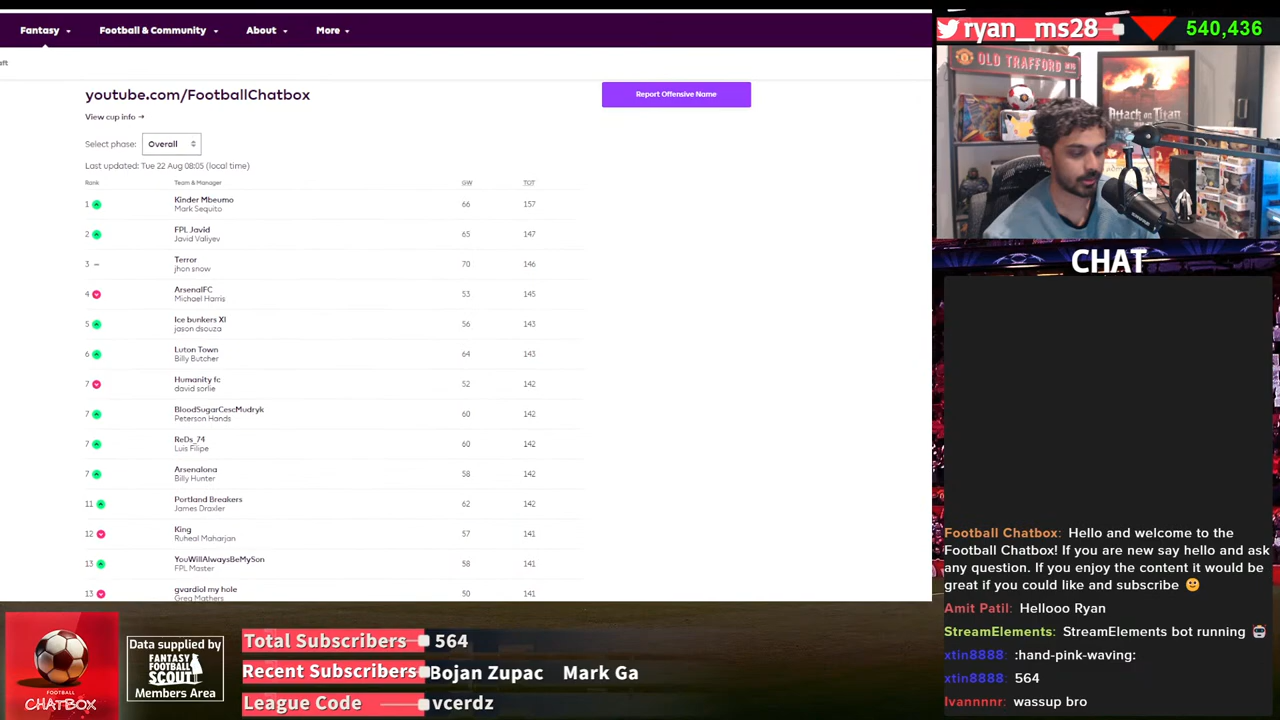 Fantasy
Football & Community
About
More
aft
youtube.com/FootballChatbox
Report Offensive Name
View cup info →
Select phase: Overall
Last updated: Tue 22 Aug 08:05 (local time)
Rank Team & Manager GW TOT
1 Kinder Mbeumo 66 157
Mark Sequito
2 FPL Javid 65 147
Javid Valiyev
3 Terror 70 146
jhon snow
4 ArsenalFC 53 145
Michael Harris
5 Ice bunkers XI 56 143
jason dsouza
6 Luton Town 64 143
Billy Butcher
7 Humanity fc 52 142
david sorlie
7 BloodSugarCescMudryk 60 142
Peterson Hands
7 ReDs_74 60 142
Luis Filipe
7 Arsenalona 58 142
Billy Hunter
11 Portland Breakers 62 142
James Draxler
12 King 57 141
Ruheal Maharjan
13 YouWillAlwaysBeMySon 58 141
FPL Master
13 gvardiol my hole 50 141
Greg Mathers
ryan_ms28
540,436
OLD TRAFFORD
Attack on Titan
CHAT
Football Chatbox: Hello and welcome to the
Football Chatbox! If you are new say hello and ask
any question. If you enjoy the content it would be
great if you could like and subscribe
Amit Patil: Hellooo Ryan
StreamElements: StreamElements bot running
xtin8888: :hand-pink-waving:
xtin8888: 564
Ivannnnr: wassup bro
FOOTBALL
CHATBOX
Data supplied by
FANTASY
FOOTBALL
SCOUT
Members Area
Total Subscribers 564
Recent Subscribers Bojan Zupac Mark Ga
League Code vcerdz